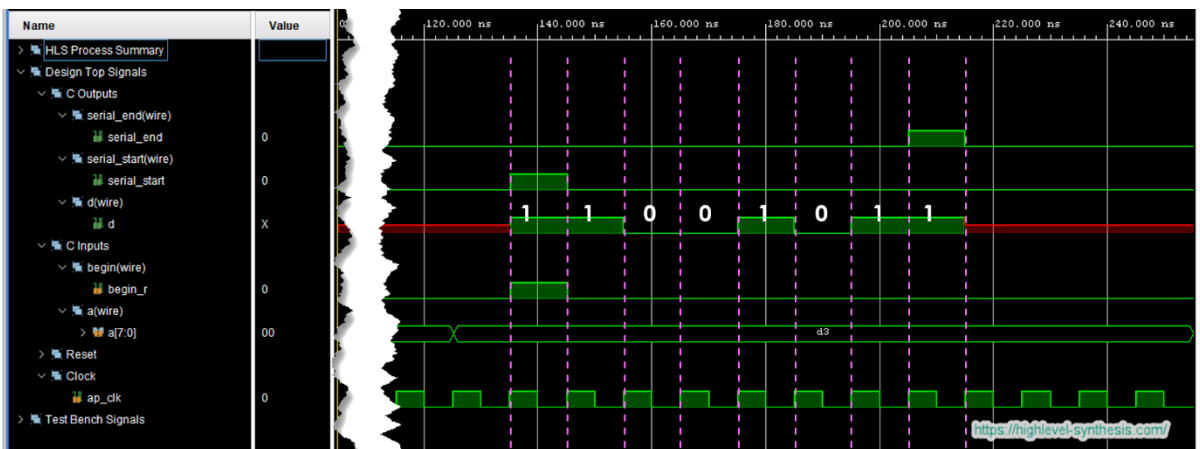 Name Value
HLS Process Summary
Design Top Signals
C Outputs
serial_end(wire)
serial_end 0
serial_start(wire)
serial_start 0
d(wire)
d X
C Inputs
begin(wire)
begin_r 0
a(wire)
a[7:0] 00
Reset
Clock
ap_clk 0
Test Bench Signals
120.000 ns 140.000 ns 160.000 ns 180.000 ns 200.000 ns 220.000 ns 240.000 ns
1 1 0 0 1 0 1 1
d3
https://highlevel-synthesis.com/